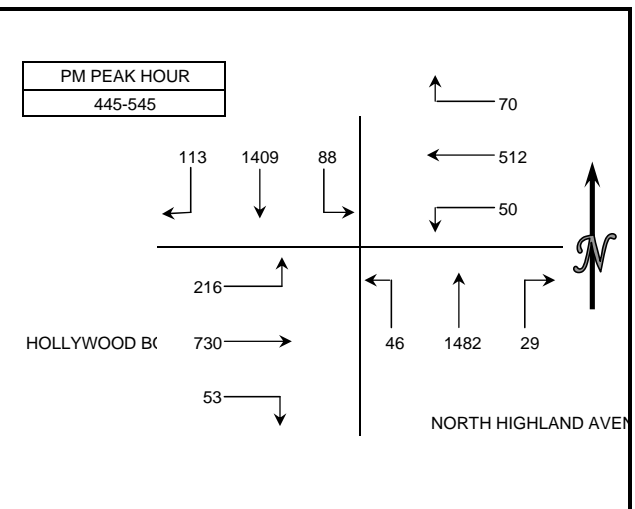 PM PEAK HOUR
445-545
70
113 1409 88
512
50
N
216
HOLLYWOOD BO 730
46 1482 29
53
NORTH HIGHLAND AVEN